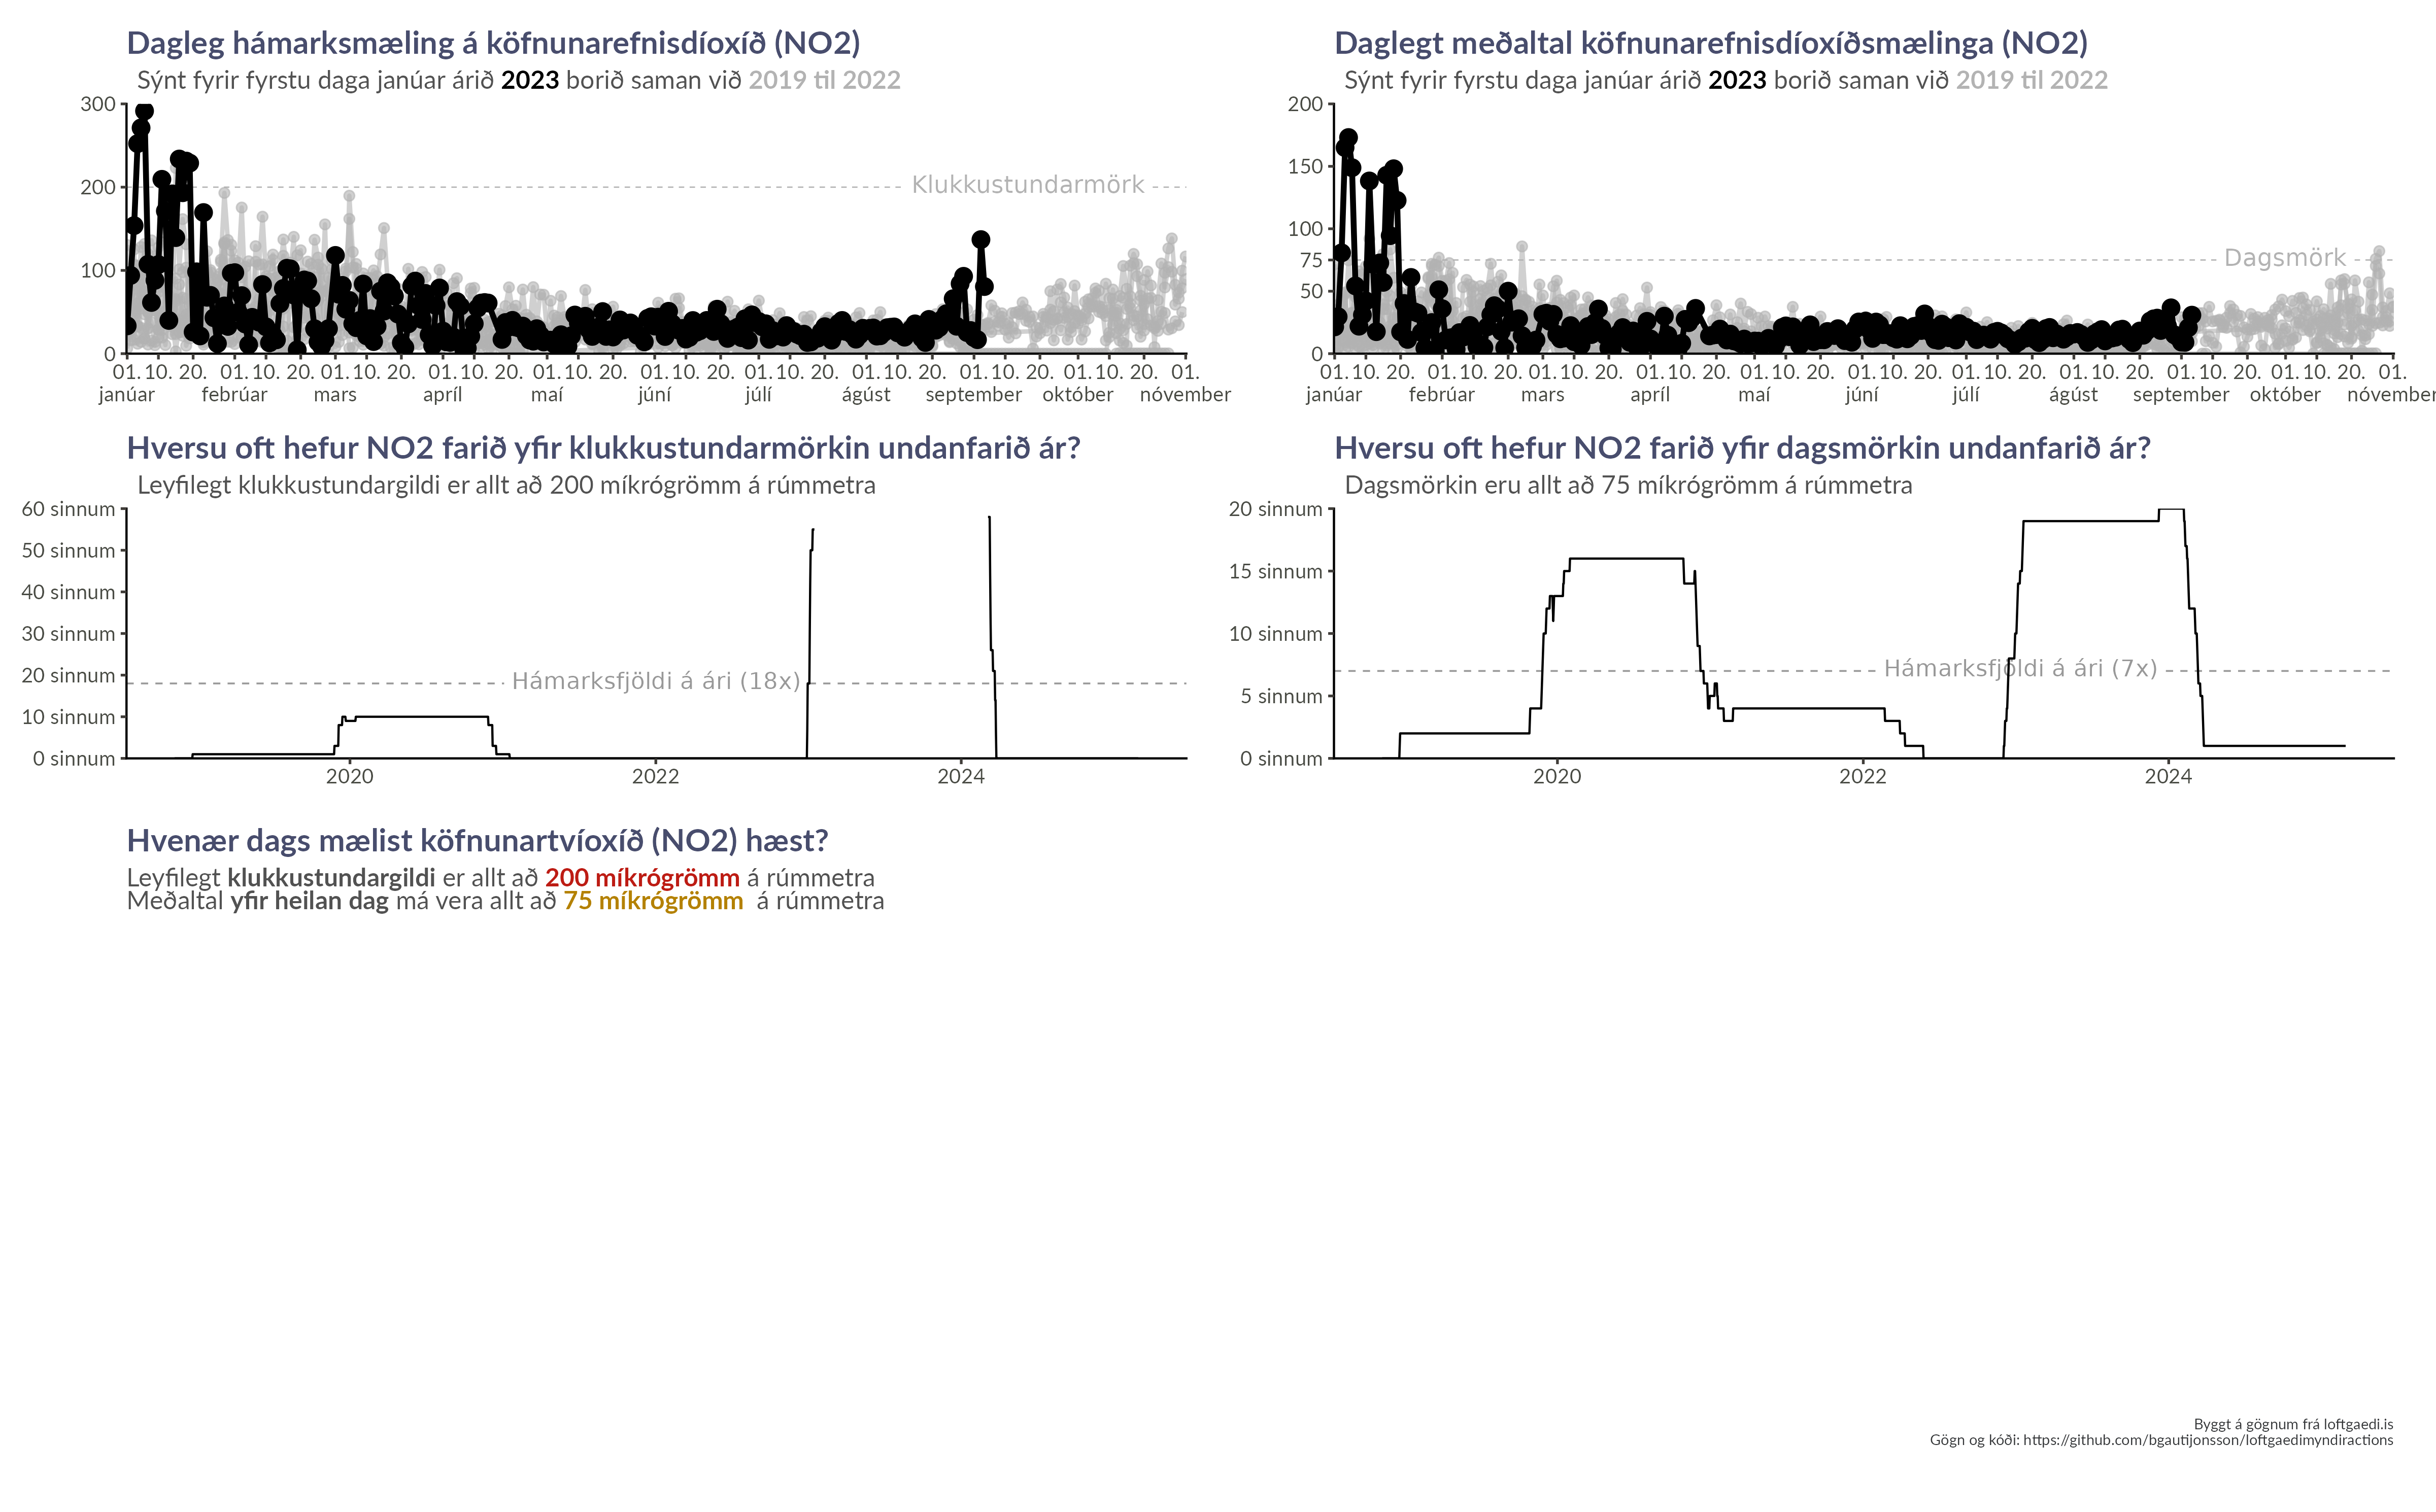 Dagleg hámarksmæling á köfnunarefnisdíoxíð (NO2)
Sýnt fyrir fyrstu daga janúar árið 2023 borið saman við 2019 til 2022
300
200
100
0
Klukkustundarmörk
01. 10. 20. 01. 10. 20. 01. 10. 20. 01. 10. 20. 01. 10. 20. 01. 10. 20. 01. 10. 20. 01. 10. 20. 01. 10. 20. 01. 10. 20. 01.
janúar febrúar mars apríl maí júní júlí ágúst september október nóvember
Daglegt meðaltal köfnunarefnisdíoxíðsmælinga (NO2)
Sýnt fyrir fyrstu daga janúar árið 2023 borið saman við 2019 til 2022
200
150
100
75
50
0
Dagsmörk
01. 10. 20. 01. 10. 20. 01. 10. 20. 01. 10. 20. 01. 10. 20. 01. 10. 20. 01. 10. 20. 01. 10. 20. 01. 10. 20. 01. 10. 20. 01.
janúar febrúar mars apríl maí júní júlí ágúst september október nóvember
Hversu oft hefur NO2 farið yfir klukkustundarmörkin undanfarið ár?
Leyfilegt klukkustundargildi er allt að 200 míkrógrömm á rúmmetra
60 sinnum
50 sinnum
40 sinnum
30 sinnum
20 sinnum
10 sinnum
0 sinnum
Hámarksfjöldi á ári (18x)
2020 2022 2024
Hversu oft hefur NO2 farið yfir dagsmörkin undanfarið ár?
Dagsmörkin eru allt að 75 míkrógrömm á rúmmetra
20 sinnum
15 sinnum
10 sinnum
5 sinnum
0 sinnum
Hámarksfjöldi á ári (7x)
2020 2022 2024
Hvenær dags mælist köfnunartvíoxíð (NO2) hæst?
Leyfilegt klukkustundargildi er allt að 200 míkrógrömm á rúmmetra
Meðaltal yfir heilan dag má vera allt að 75 míkrógrömm á rúmmetra
Byggt á gögnum frá loftgaedi.is
Gögn og kóði: https://github.com/bgautijonsson/loftgaedimyndiractions